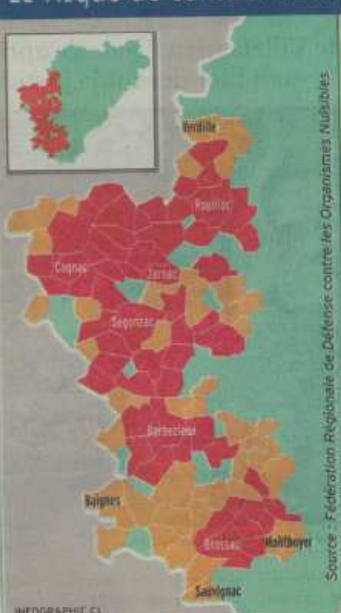 Verdille
Rouillac
Cognac
Jarnac
Segonzac
Barbezieux
Baignes
Brossac
Montboyer
Sauvignac
Source : Fédération Régionale de Défense contre les Organismes Nuisibles
INFOGRAPHIE CL